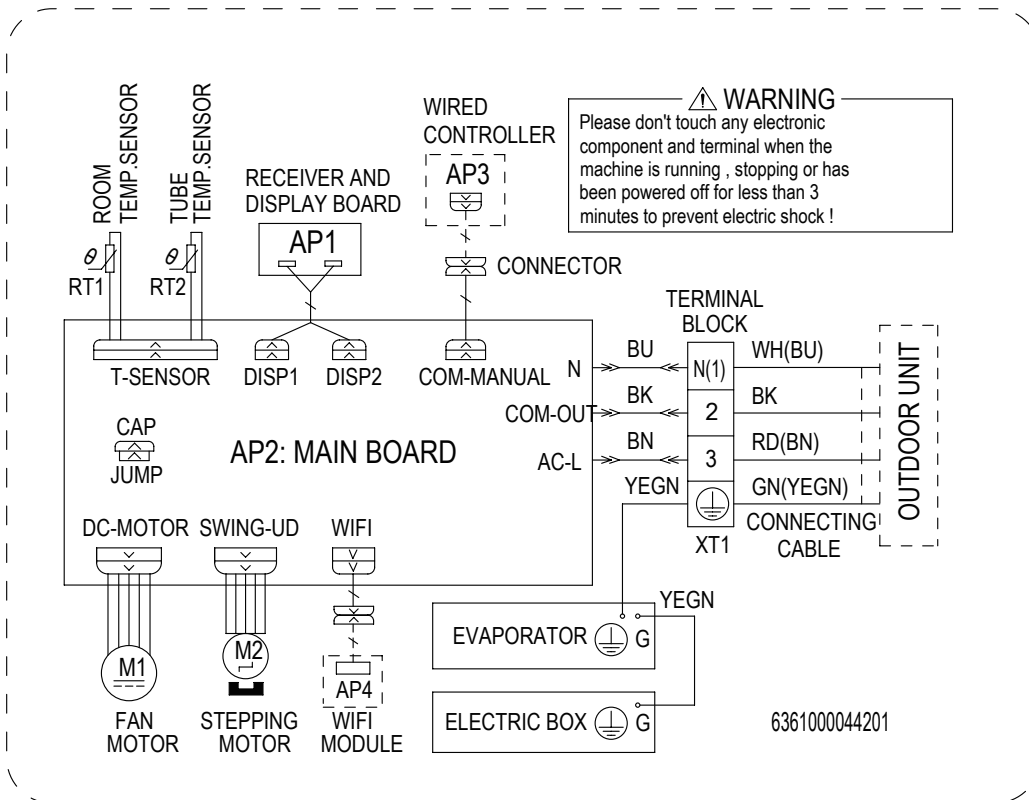 WARNING
Please don't touch any electronic
component and terminal when the
machine is running , stopping or has
been powered off for less than 3
minutes to prevent electric shock !
ROOM
TEMP.SENSOR
TUBE
TEMP.SENSOR
θ
RT1
θ
RT2
RECEIVER AND
DISPLAY BOARD
AP1
WIRED
CONTROLLER
AP3
CONNECTOR
T-SENSOR
DISP1
DISP2
COM-MANUAL
N
COM-OUT
AC-L
CAP
JUMP
AP2: MAIN BOARD
TERMINAL
BLOCK
BU
N(1)
WH(BU)
BK
2
BK
BN
3
RD(BN)
YEGN
GN(YEGN)
XT1
CONNECTING
CABLE
OUTDOOR UNIT
DC-MOTOR
SWING-UD
WIFI
M1
M2
AP4
FAN
MOTOR
STEPPING
MOTOR
WIFI
MODULE
YEGN
EVAPORATOR
G
ELECTRIC BOX
G
6361000044201